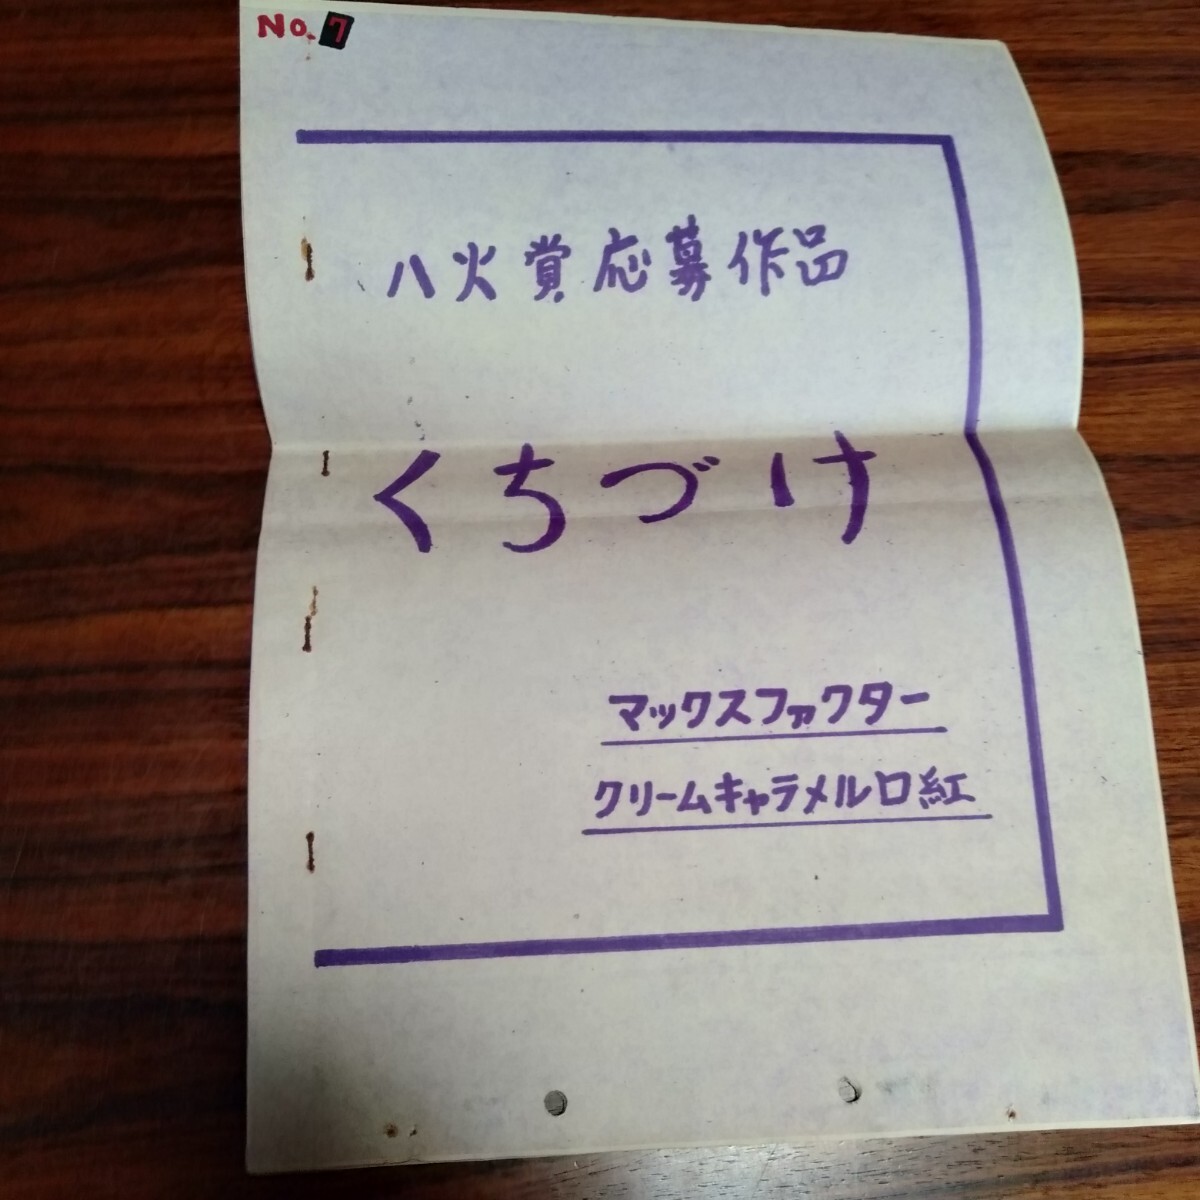 No.7
八火賞応募作品
くちづけ
マックスファクター
クリームキャラメル口紅